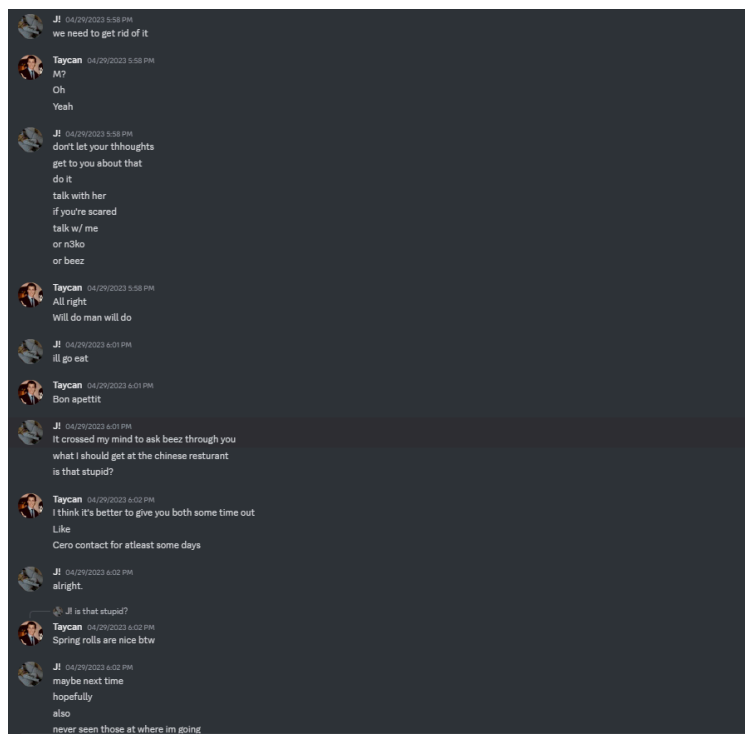 J! 04/29/2023 5:58 PM
we need to get rid of it
Taycan 04/29/2023 5:58 PM
M?
Oh
Yeah
J! 04/29/2023 5:58 PM
don't let your thhoughts
get to you about that
do it
talk with her
if you're scared
talk w/ me
or n3ko
or beez
Taycan 04/29/2023 5:58 PM
All right
Will do man will do
J! 04/29/2023 6:01 PM
ill go eat
Taycan 04/29/2023 6:01 PM
Bon apettit
J! 04/29/2023 6:01 PM
It crossed my mind to ask beez through you
what I should get at the chinese resturant
is that stupid?
Taycan 04/29/2023 6:02 PM
I think it's better to give you both some time out
Like
Cero contact for atleast some days
J! 04/29/2023 6:02 PM
alright.
J! is that stupid?
Taycan 04/29/2023 6:02 PM
Spring rolls are nice btw
J! 04/29/2023 6:02 PM
maybe next time
hopefully
also
never seen those at where im going